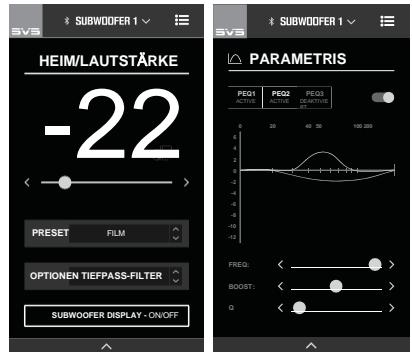 SVS
SUBWOOFER 1
HEIM/LAUTSTÄRKE
-22
PRESET FILM
OPTIONEN TIEFPASS-FILTER
SUBWOOFER DISPLAY - ON/OFF
SVS
SUBWOOFER 1
PARAMETRIS
PEQ1 PEQ2 PEQ3
ACTIVE ACTIVE DEAKTIVIE
RT
0 20 40 50 100 200
6
4
2
0
-2
-4
-6
-8
-10
-12
FREQ:
BOOST:
Q